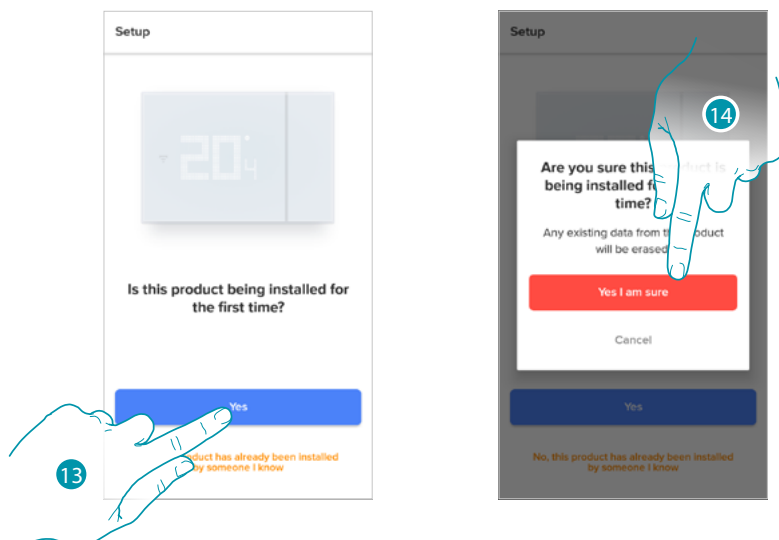 Setup
20.4
Is this product being installed for
the first time?
Yes
duct has already been installed
by someone I know
13
Setup
14
Are you sure this
being installed
time?
Any existing data from
will be erased
Yes I am sure
Cancel
Yes
No, this product has already been installed
by someone I know